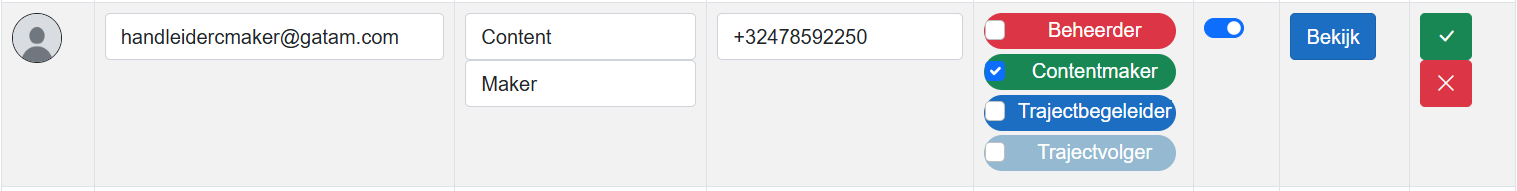 handleidercmaker@gatam.com
Content
Maker
+32478592250
Beheerder
Contentmaker
Trajectbegeleider
Trajectvolger
Bekijk